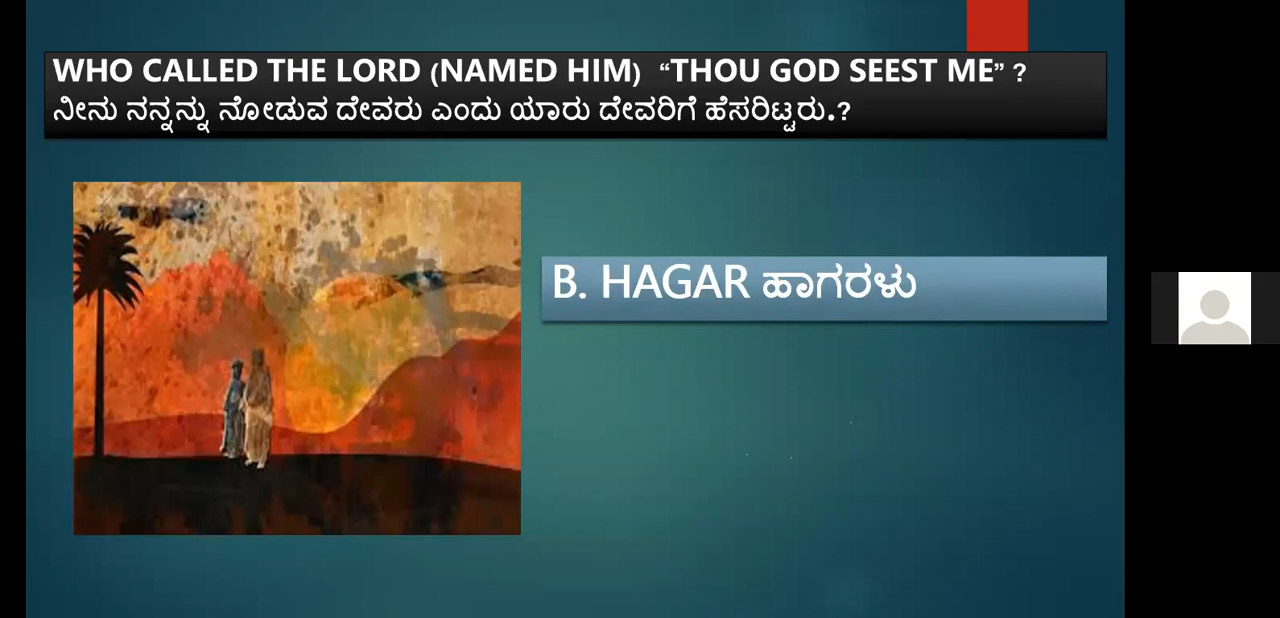 WHO CALLED THE LORD (NAMED HIM) “THOU GOD SEEST ME” ?
ನೀನು ನನ್ನನ್ನು ನೋಡುವ ದೇವರು ಎಂದು ಯಾರು ದೇವರಿಗೆ ಹೆಸರಿಟ್ಟರು.?
B. HAGAR ಹಾಗರಳು